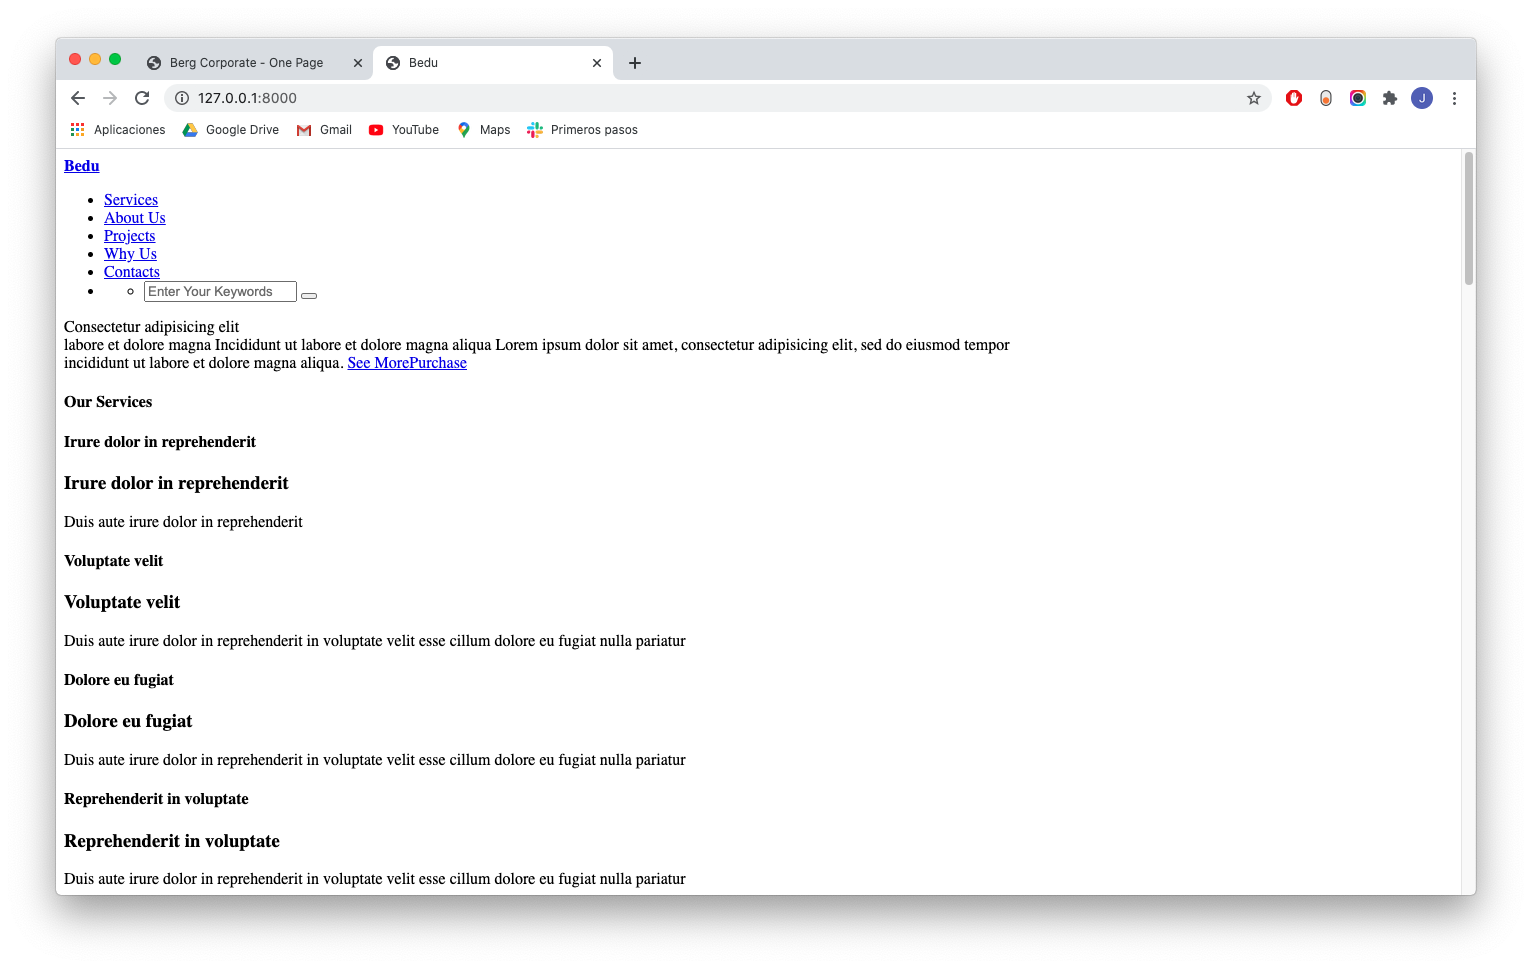 Berg Corporate - One Page
Bedu
127.0.0.1:8000
J
Aplicaciones Google Drive Gmail YouTube Maps Primeros pasos
Bedu
Services
About Us
Projects
Why Us
Contacts
Enter Your Keywords
Consectetur adipisicing elit
labore et dolore magna Incididunt ut labore et dolore magna aliqua Lorem ipsum dolor sit amet, consectetur adipisicing elit, sed do eiusmod tempor
incididunt ut labore et dolore magna aliqua. See MorePurchase
Our Services
Irure dolor in reprehenderit
Irure dolor in reprehenderit
Duis aute irure dolor in reprehenderit
Voluptate velit
Voluptate velit
Duis aute irure dolor in reprehenderit in voluptate velit esse cillum dolore eu fugiat nulla pariatur
Dolore eu fugiat
Dolore eu fugiat
Duis aute irure dolor in reprehenderit in voluptate velit esse cillum dolore eu fugiat nulla pariatur
Reprehenderit in voluptate
Reprehenderit in voluptate
Duis aute irure dolor in reprehenderit in voluptate velit esse cillum dolore eu fugiat nulla pariatur